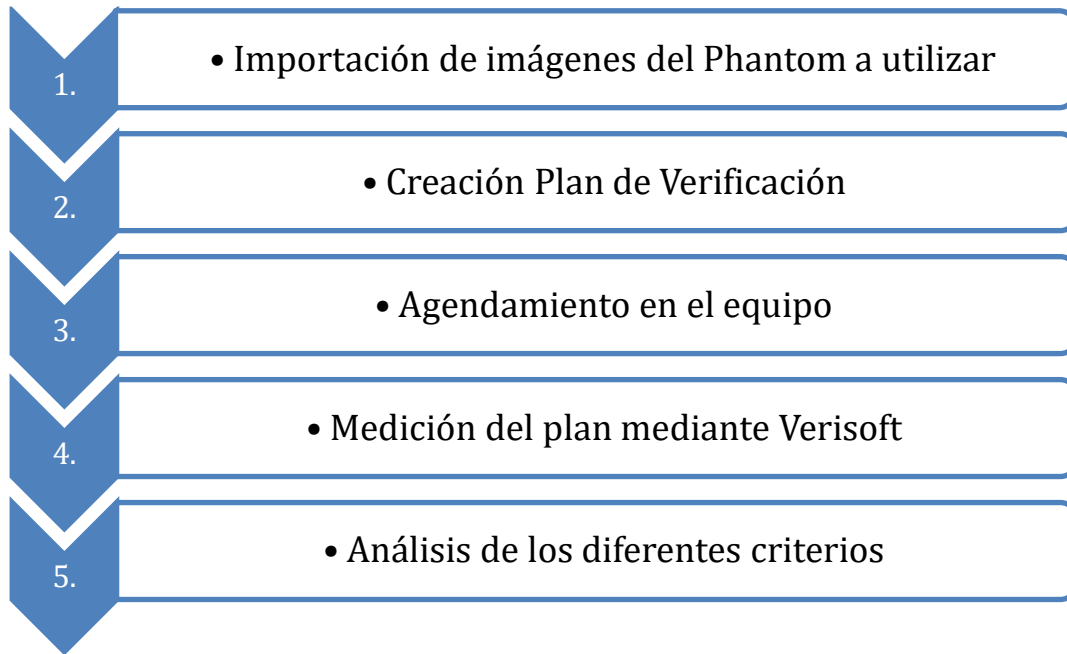 1.
• Importación de imágenes del Phantom a utilizar
2.
• Creación Plan de Verificación
3.
• Agendamiento en el equipo
4.
• Medición del plan mediante Verisoft
5.
• Análisis de los diferentes criterios